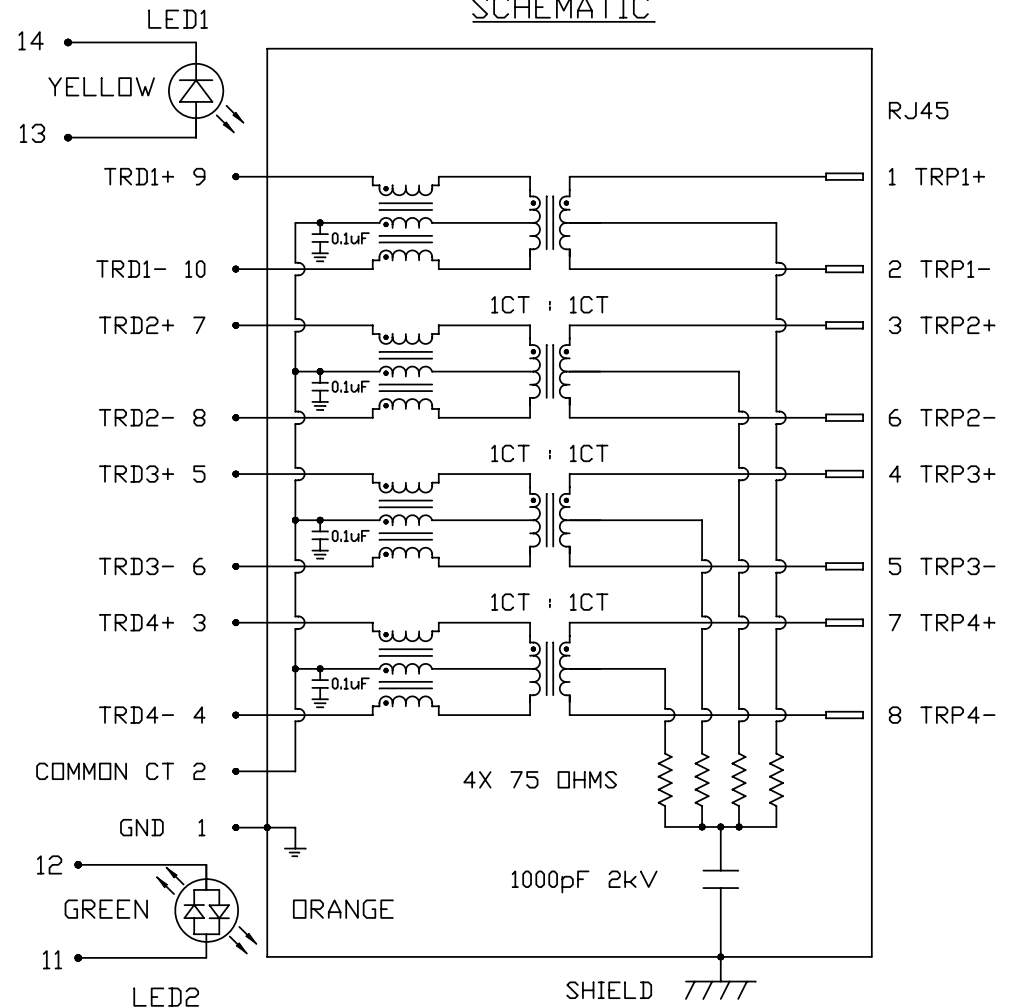 SCHEMATIC
LED1
14
YELLOW
13
RJ45
TRD1+ 9
1 TRP1+
0.1uF
TRD1- 10
2 TRP1-
1CT : 1CT
TRD2+ 7
3 TRP2+
0.1uF
TRD2- 8
6 TRP2-
1CT : 1CT
TRD3+ 5
4 TRP3+
0.1uF
TRD3- 6
5 TRP3-
1CT : 1CT
TRD4+ 3
7 TRP4+
0.1uF
TRD4- 4
8 TRP4-
COMMON CT 2
4X 75 OHMS
GND 1
12
1000pF 2kV
GREEN
ORANGE
11
SHIELD
LED2